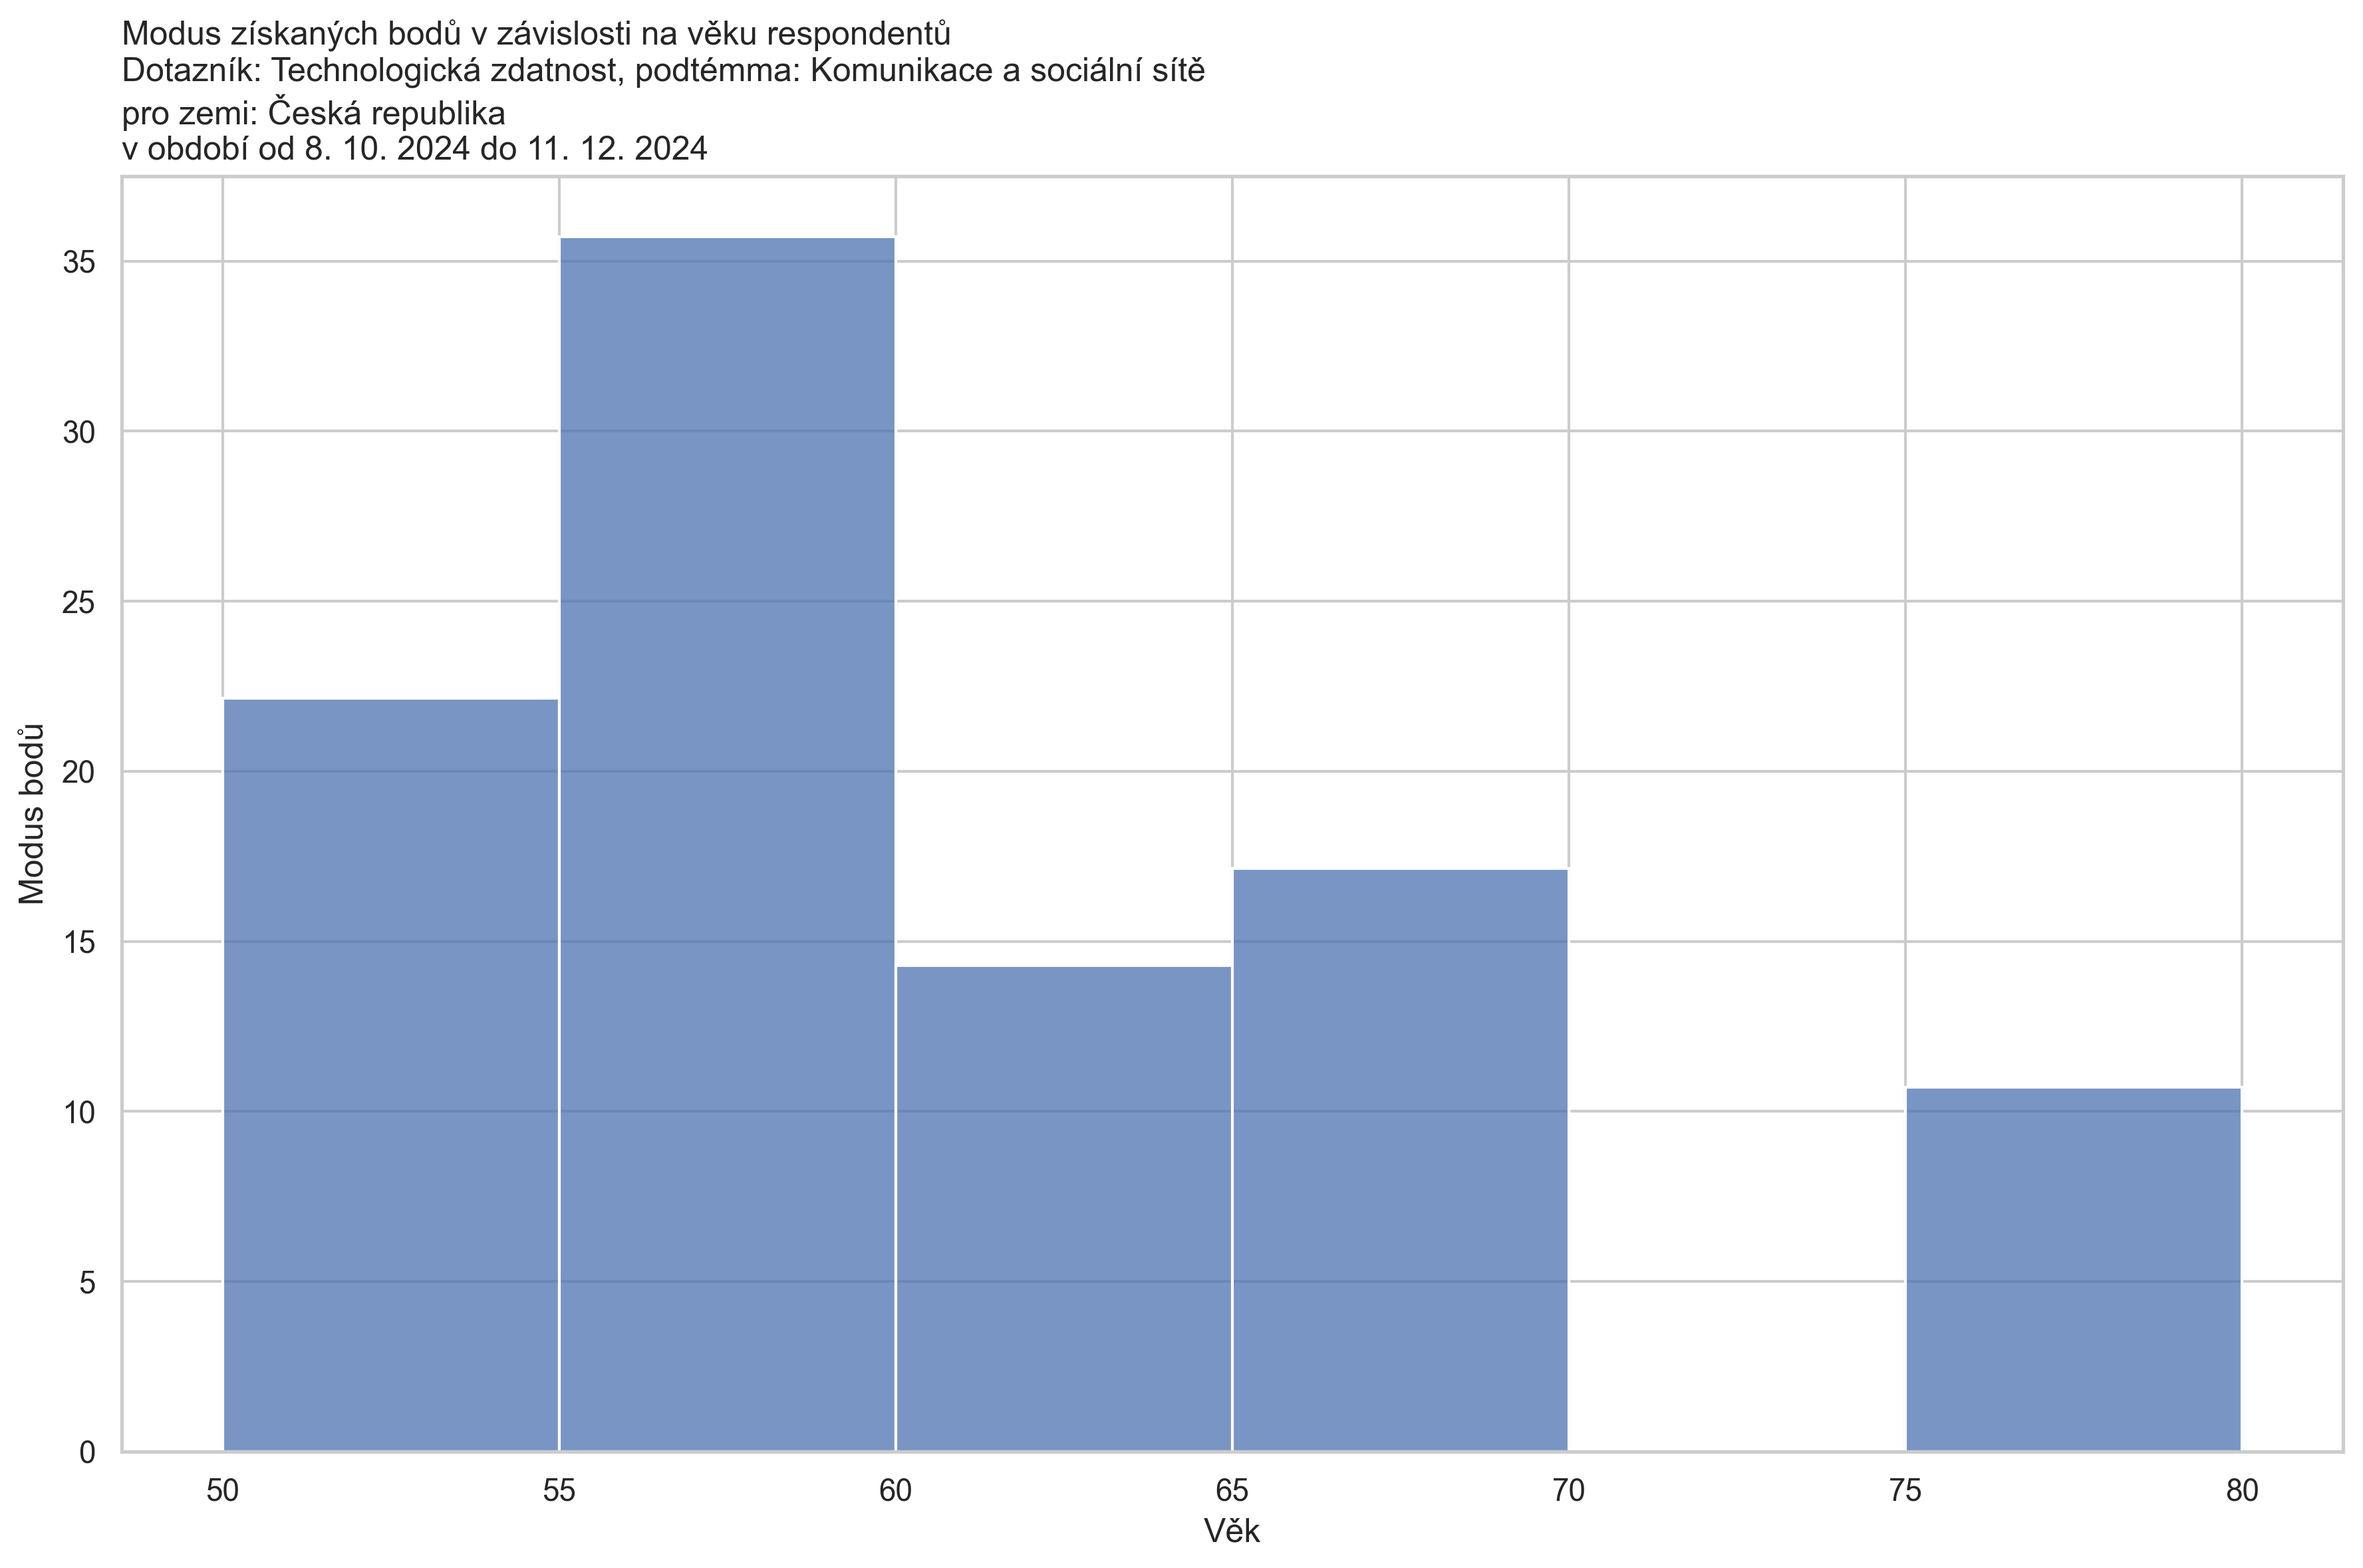 Modus získaných bodů v závislosti na věku respondentů
Dotazník: Technologická zdatnost, podtémma: Komunikace a sociální sítě
pro zemi: Česká republika
v období od 8. 10. 2024 do 11. 12. 2024
35
30
25
20
15
10
5
0
Modus bodů
50 55 60 65 70 75 80
Věk